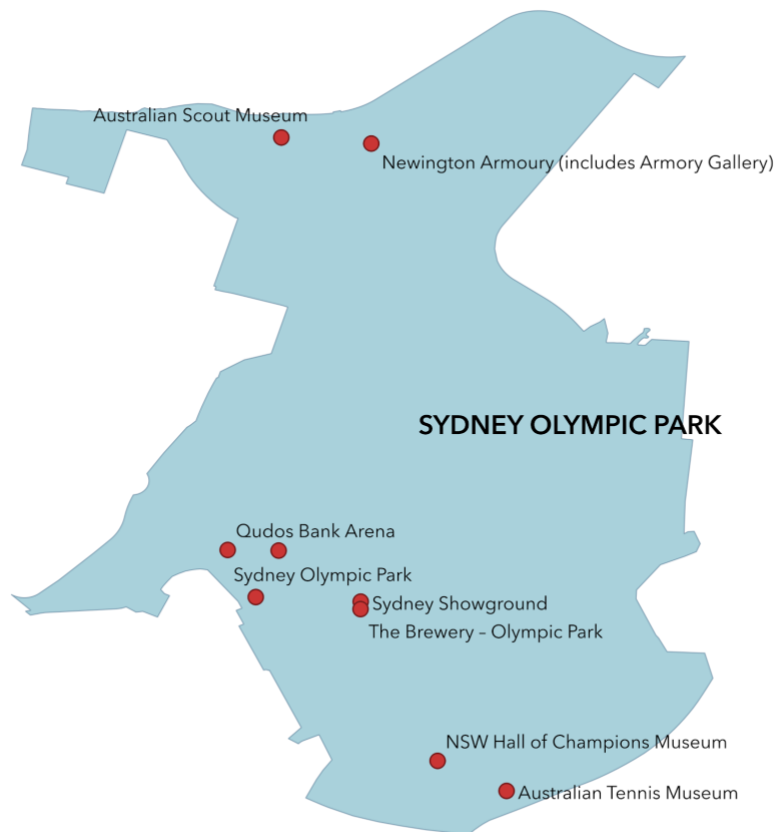 Australian Scout Museum
Newington Armoury (includes Armory Gallery)
SYDNEY OLYMPIC PARK
Qudos Bank Arena
Sydney Olympic Park
Sydney Showground
The Brewery – Olympic Park
NSW Hall of Champions Museum
Australian Tennis Museum